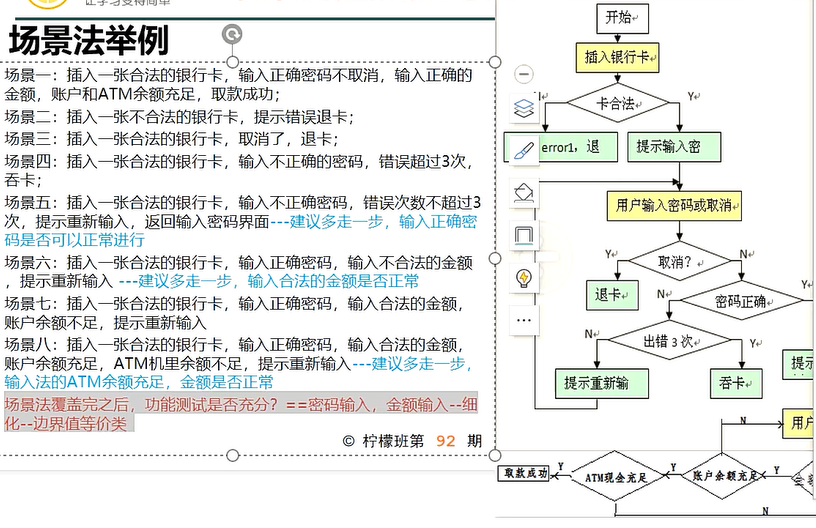 让学习变得简单
场景法举例
场景一：插入一张合法的银行卡，输入正确密码不取消，输入正确的
金额，账户和ATM余额充足，取款成功；
场景二：插入一张不合法的银行卡，提示错误退卡；
场景三：插入一张合法的银行卡，取消了，退卡；
场景四：插入一张合法的银行卡，输入不正确的密码，错误超过3次，
吞卡；
场景五：插入一张合法的银行卡，输入不正确密码，错误次数不超过3
次，提示重新输入，返回输入密码界面---建议多走一步，输入正确密
码是否可以正常进行
场景六：插入一张合法的银行卡，输入正确密码，输入不合法的金额
，提示重新输入 ---建议多走一步，输入合法的金额是否正常
场景七：插入一张合法的银行卡，输入正确密码，输入合法的金额，
账户余额不足，提示重新输入
场景八：插入一张合法的银行卡，输入正确密码，输入合法的金额，
账户余额充足，ATM机里余额不足，提示重新输入---建议多走一步，
输入法的ATM余额充足，金额是否正常
场景法覆盖完之后，功能测试是否充分？==密码输入，金额输入--细
化--边界值等价类
© 柠檬班第 92 期
开始
插入银行卡
卡合法
Y
error1，退
提示输入密
用户输入密码或取消
取消？
Y
N
退卡
密码正确
N
Y
出错 3 次
N
Y
提示重新输
吞卡
提示
用户
N
取款成功
Y
ATM现金充足
Y
账户余额充足
Y
N